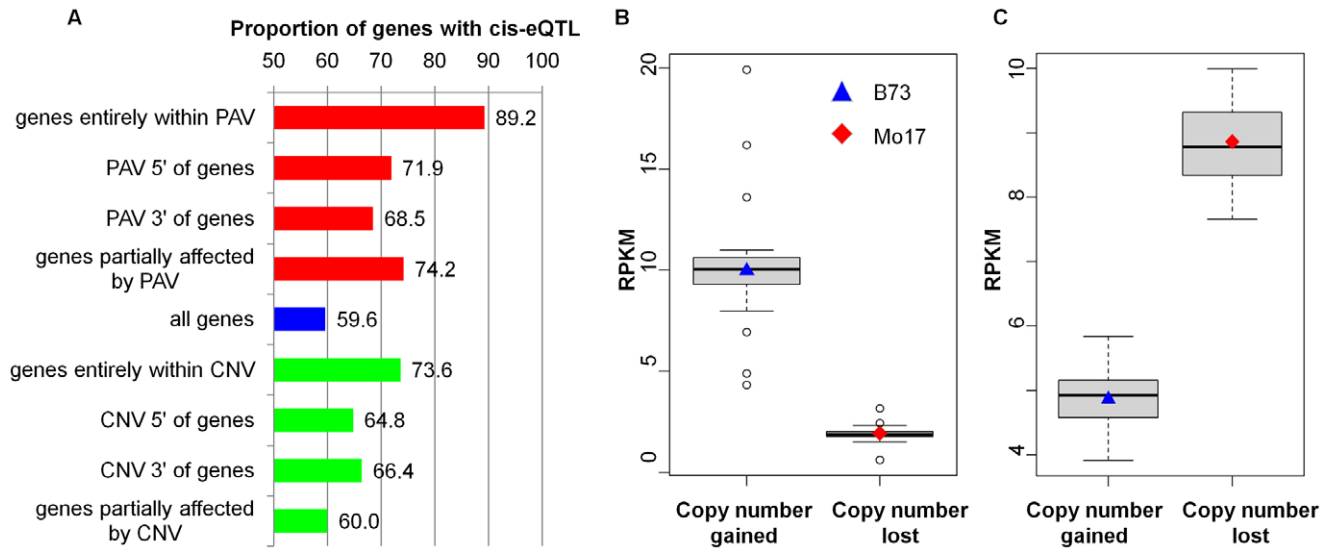 A
Proportion of genes with cis-eQTL
50 60 70 80 90 100
genes entirely within PAV
89.2
PAV 5' of genes
71.9
PAV 3' of genes
68.5
genes partially affected
by PAV
74.2
all genes
59.6
genes entirely within CNV
73.6
CNV 5' of genes
64.8
CNV 3' of genes
66.4
genes partially affected
by CNV
60.0
B
RPKM
20
15
10
5
0
B73
Mo17
Copy number
gained
Copy number
lost
C
RPKM
10
8
6
4
Copy number
gained
Copy number
lost